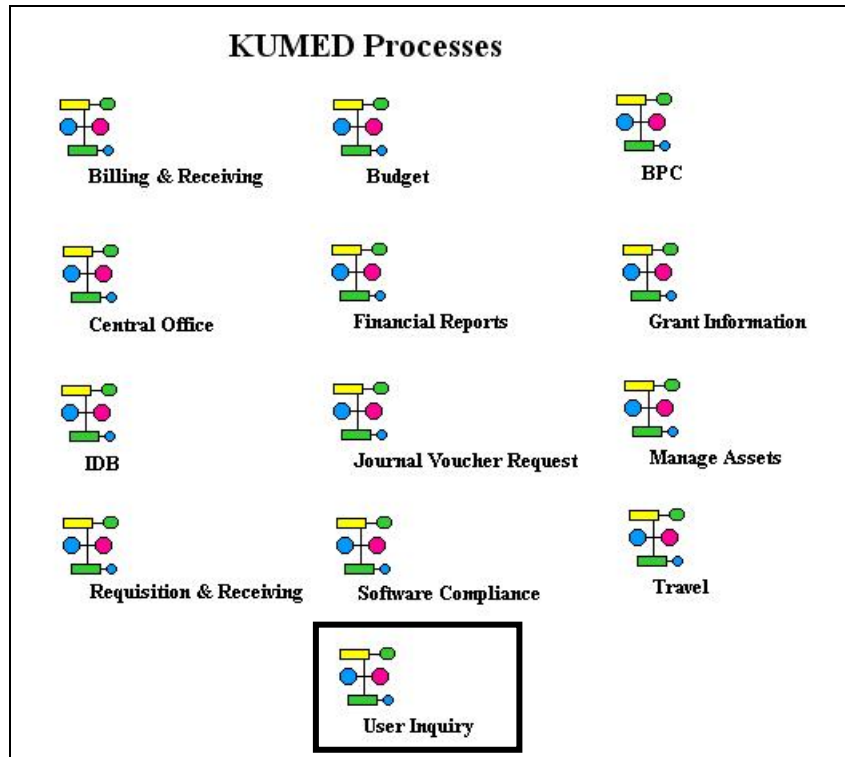 KUMED Processes
Billing & Receiving
Budget
BPC
Central Office
Financial Reports
Grant Information
IDB
Journal Voucher Request
Manage Assets
Requisition & Receiving
Software Compliance
Travel
User Inquiry